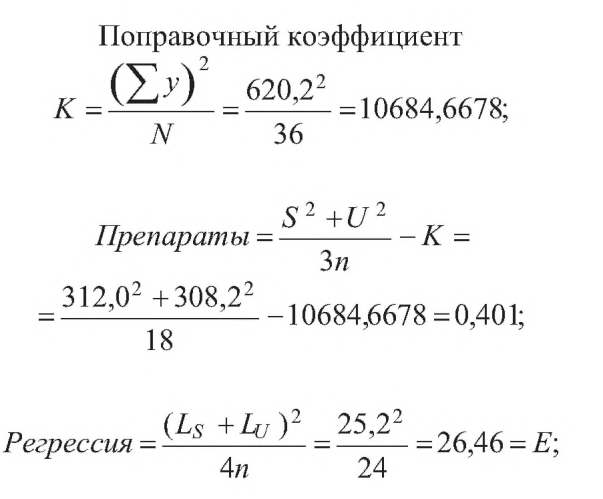 Поправочный коэффициент
K = (∑y)² / N = 620,2² / 36 = 10684,6678;
Препараты = (S² + U²) / 3n − K =
= (312,0² + 308,2²) / 18 − 10684,6678 = 0,401;
Регрессия = (L_S + L_U)² / 4n = 25,2² / 24 = 26,46 = E;